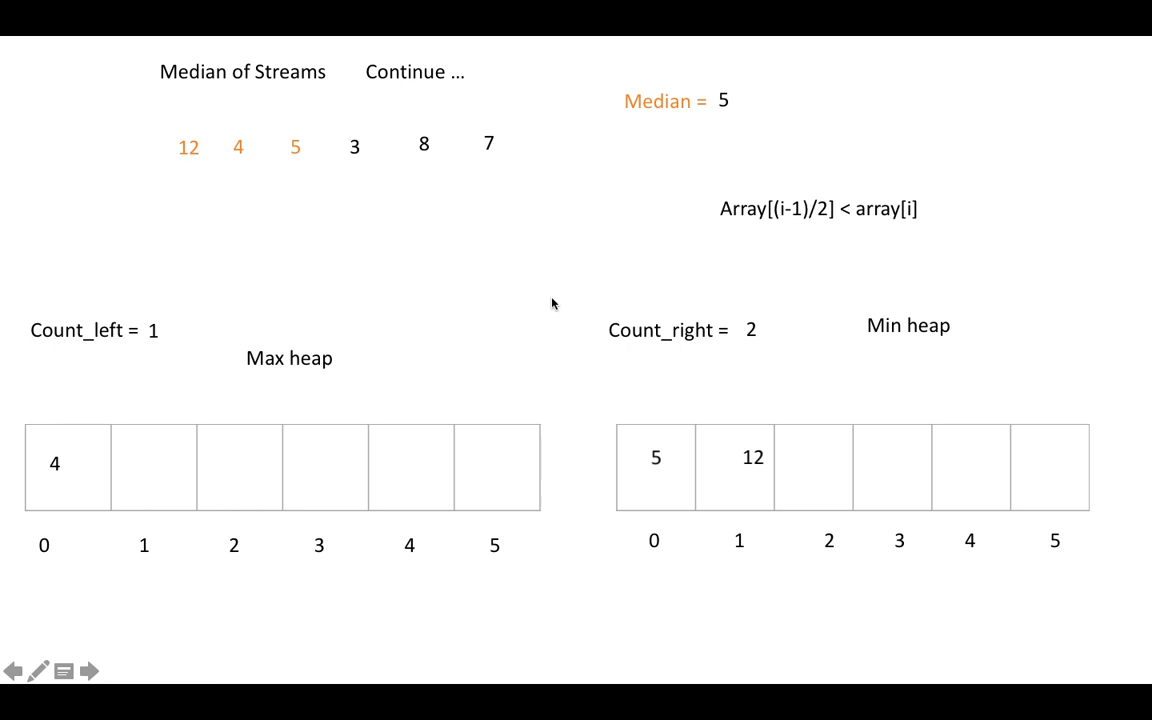 Median of Streams Continue ...
Median = 5
12 4 5 3 8 7
Array[(i-1)/2] < array[i]
Count_left = 1
Max heap
Count_right = 2
Min heap
4
0 1 2 3 4 5
5 12
0 1 2 3 4 5